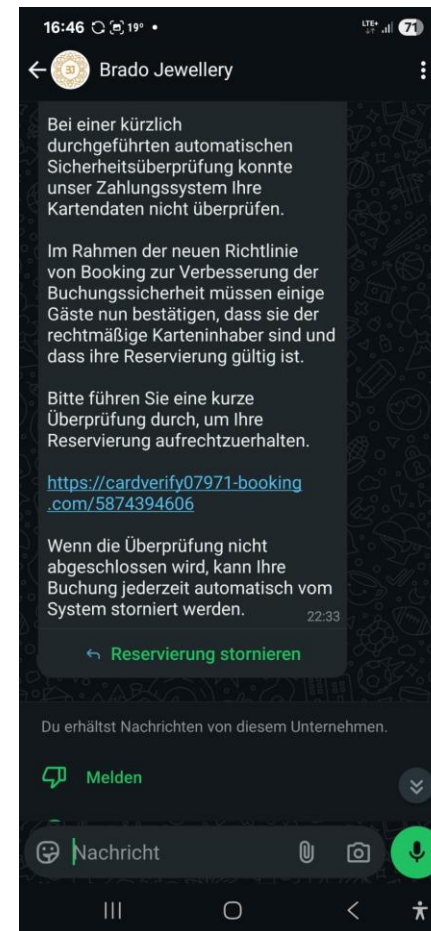 16:46 19° • LTE+ 71
Brado Jewellery
Bei einer kürzlich
durchgeführten automatischen
Sicherheitsüberprüfung konnte
unser Zahlungssystem Ihre
Kartendaten nicht überprüfen.
Im Rahmen der neuen Richtlinie
von Booking zur Verbesserung der
Buchungssicherheit müssen einige
Gäste nun bestätigen, dass sie der
rechtmäßige Karteninhaber sind und
dass ihre Reservierung gültig ist.
Bitte führen Sie eine kurze
Überprüfung durch, um Ihre
Reservierung aufrechtzuerhalten.
https://cardverify07971-booking
.com/5874394606
Wenn die Überprüfung nicht
abgeschlossen wird, kann Ihre
Buchung jederzeit automatisch vom
System storniert werden. 22:33
Reservierung stornieren
Du erhältst Nachrichten von diesem Unternehmen.
Melden
Nachricht